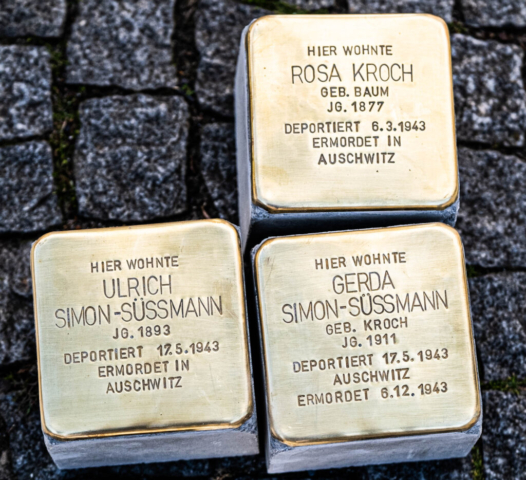 HIER WOHNTE
ROSA KROCH
GEB. BAUM
JG. 1877
DEPORTIERT 6.3.1943
ERMORDET IN
AUSCHWITZ
HIER WOHNTE
ULRICH
SIMON-SÜSSMANN
JG. 1893
DEPORTIERT 17.5.1943
ERMORDET IN
AUSCHWITZ
HIER WOHNTE
GERDA
SIMON-SÜSSMANN
GEB. KROCH
JG. 1911
DEPORTIERT 17.5.1943
AUSCHWITZ
ERMORDET 6.12.1943